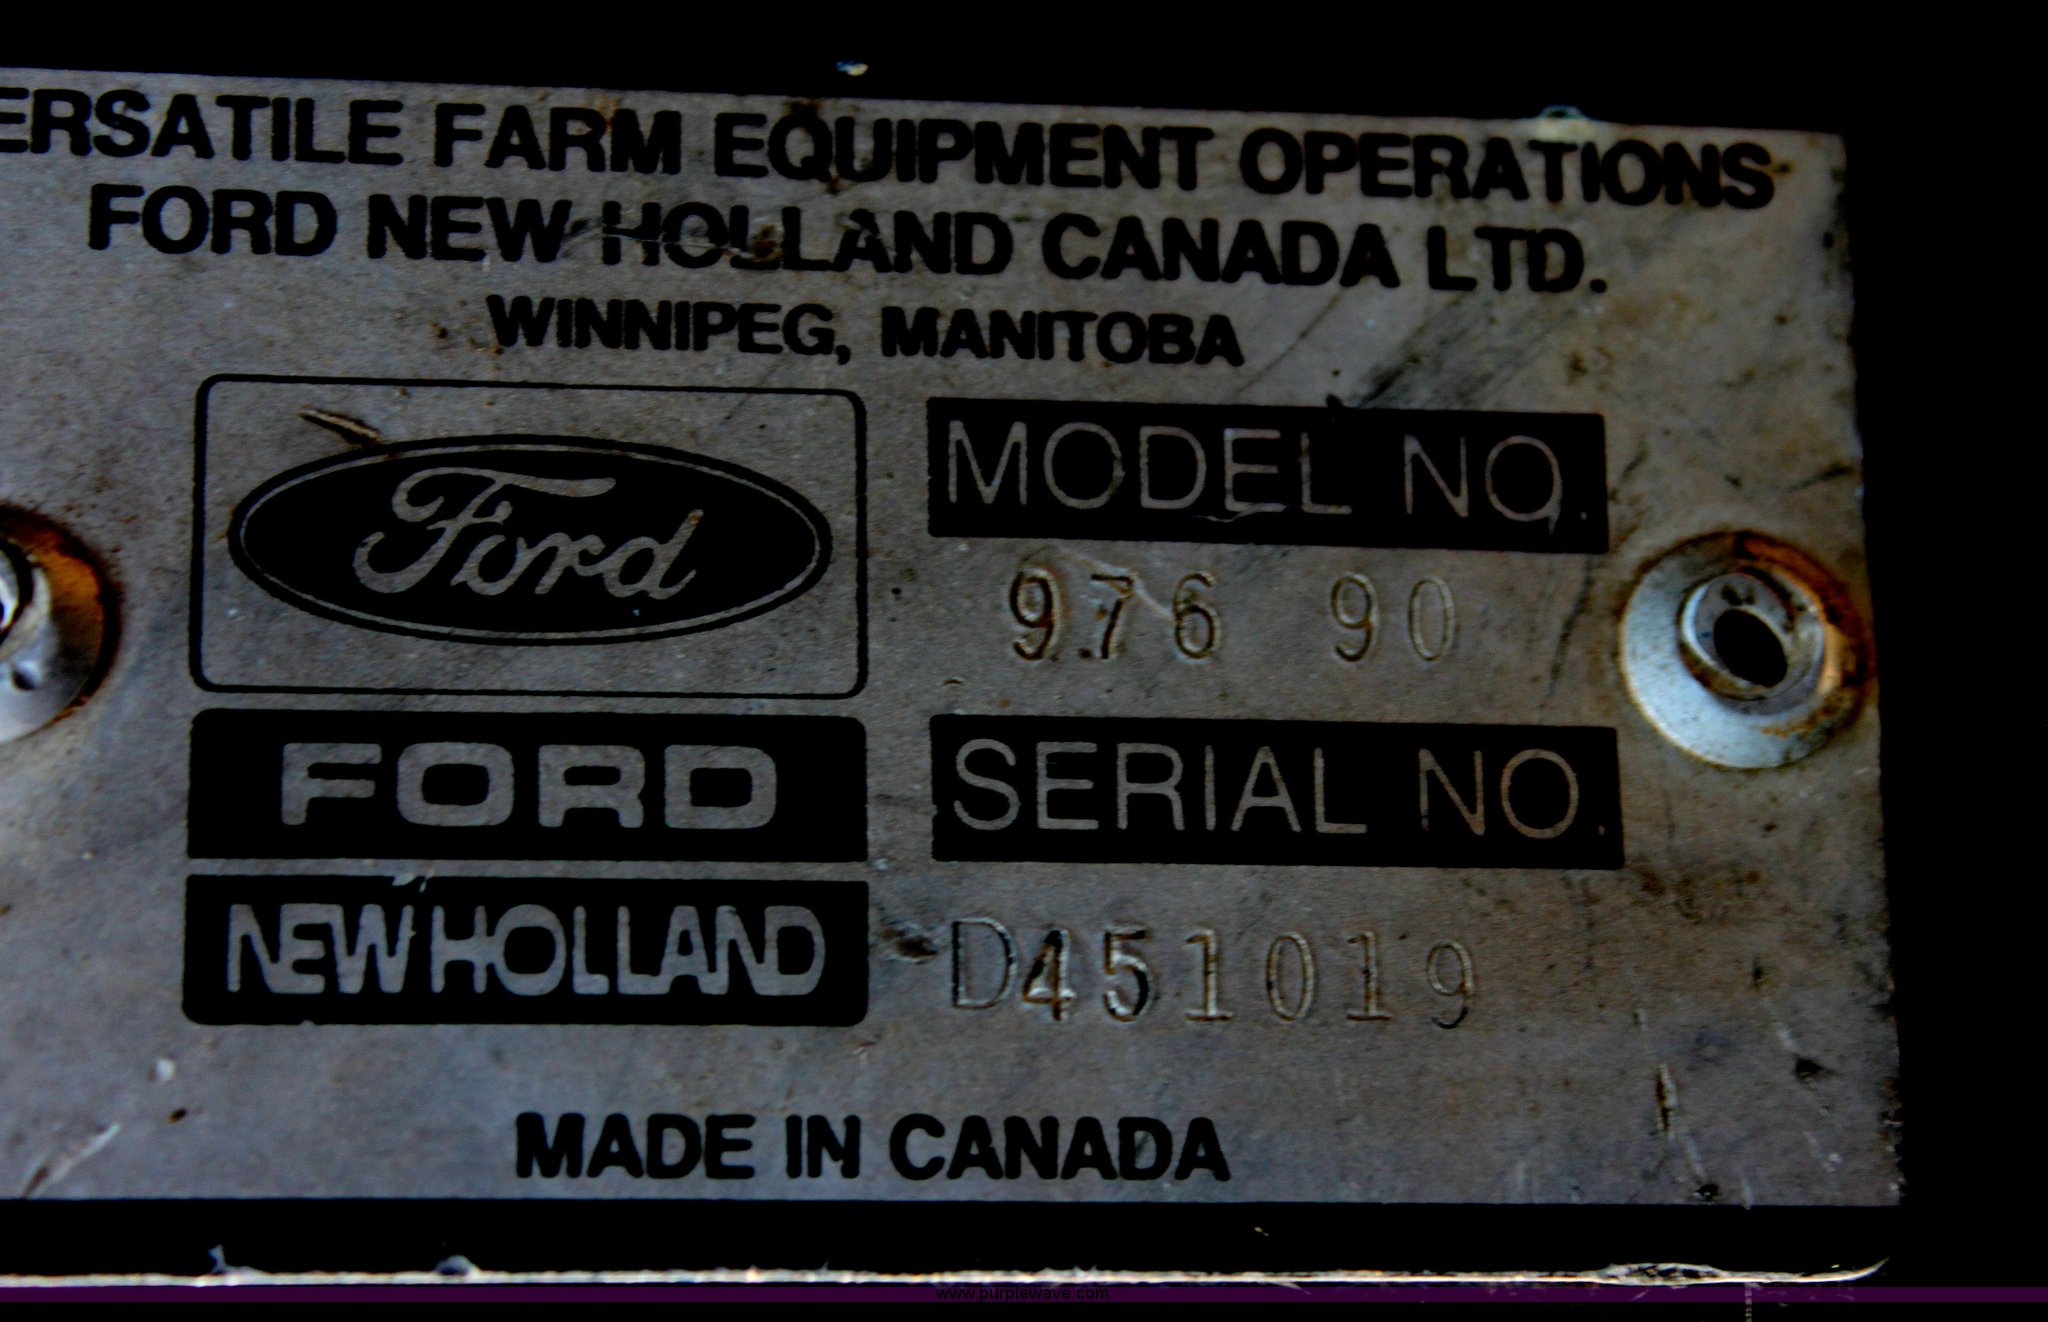 ERSATILE FARM EQUIPMENT OPERATIONS
FORD NEW HOLLAND CANADA LTD.
WINNIPEG, MANITOBA
Ford
MODEL NO.
976 90
FORD
SERIAL NO.
NEW HOLLAND
D451019
MADE IN CANADA
www.purplewave.com